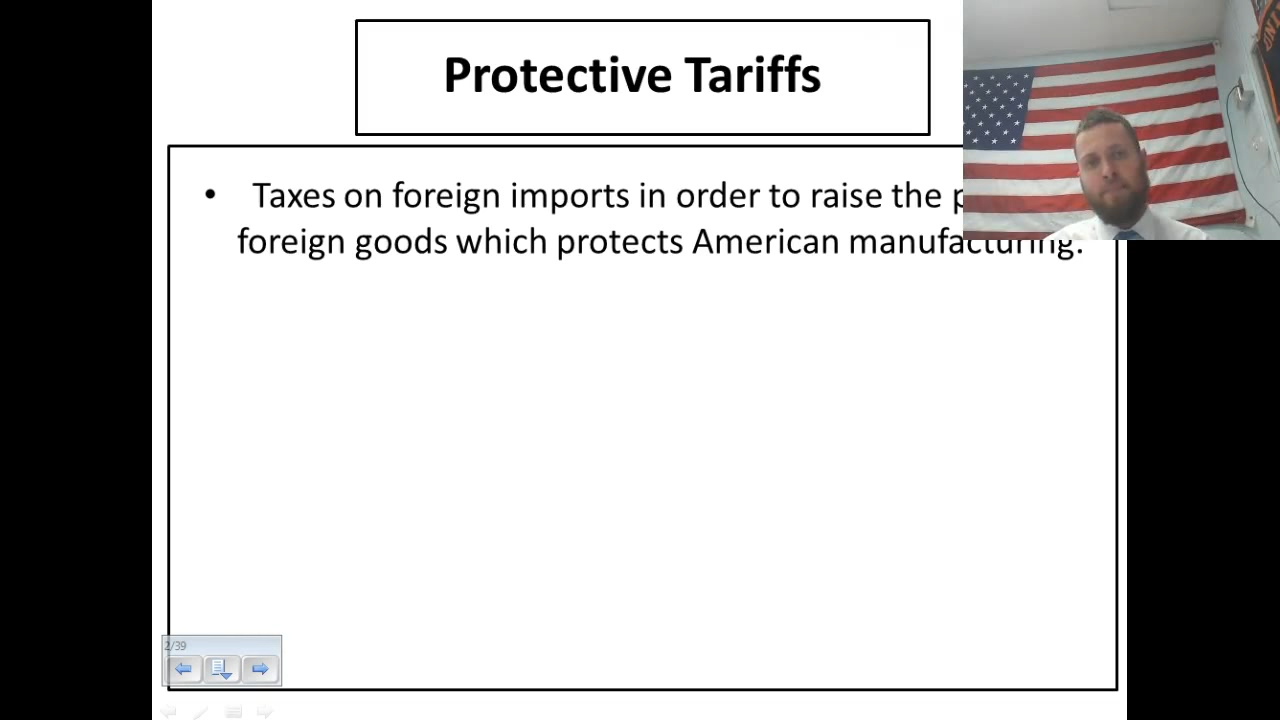 Protective Tariffs
• Taxes on foreign imports in order to raise the
foreign goods which protects American manufacturing.
2/39